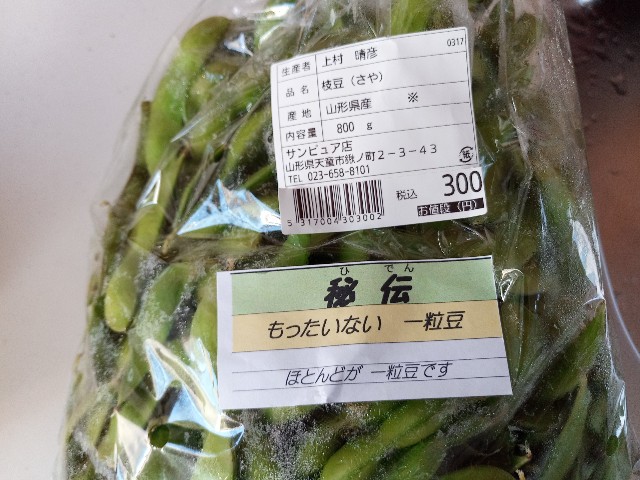 生産者 上村 晴彦 0317
品名 枝豆（さや）
産地 山形県産 ※
内容量 800 g
サンピュア店
山形県天童市鍬ノ町2-3-43
TEL 023-658-8101
紙
5317004303002
税込 300
お値段（円）
ひでん
秘伝
もったいない 一粒豆
ほとんどが 一粒豆です